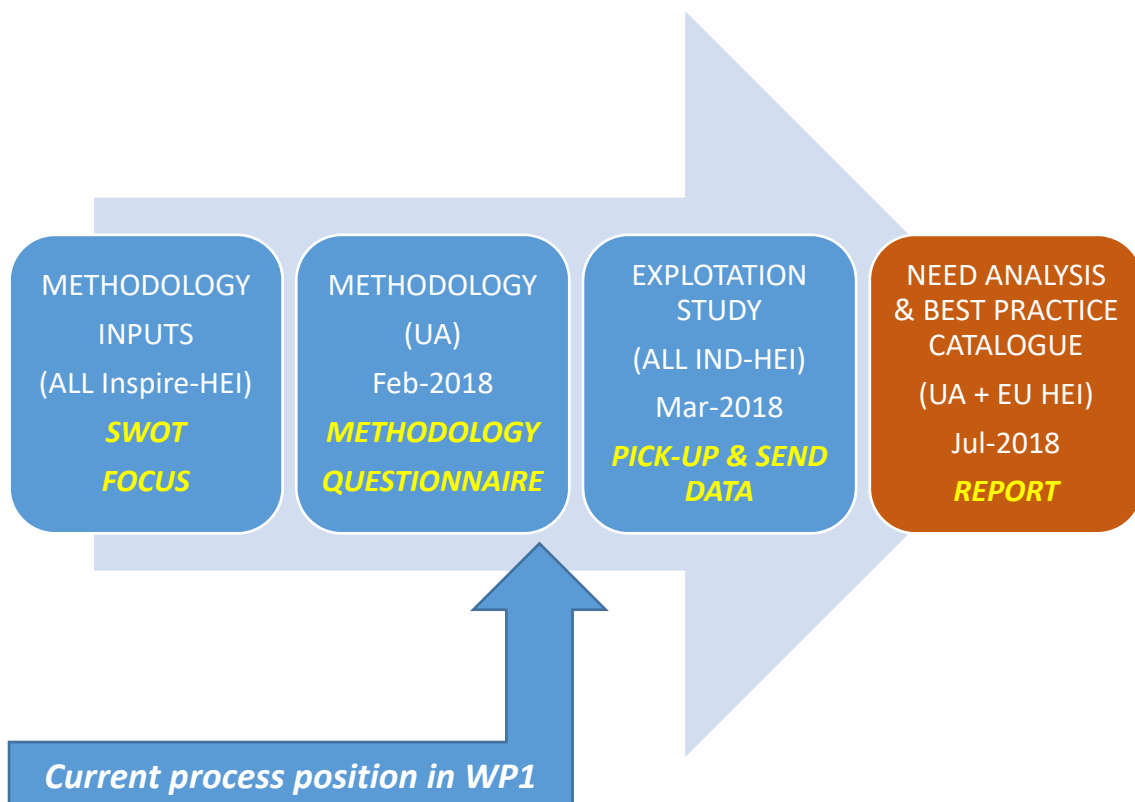 METHODOLOGY
INPUTS
(ALL Inspire-HEI)
SWOT
FOCUS
METHODOLOGY
(UA)
Feb-2018
METHODOLOGY
QUESTIONNAIRE
EXPLOTATION
STUDY
(ALL IND-HEI)
Mar-2018
PICK-UP & SEND
DATA
NEED ANALYSIS
& BEST PRACTICE
CATALOGUE
(UA + EU HEI)
Jul-2018
REPORT
Current process position in WP1